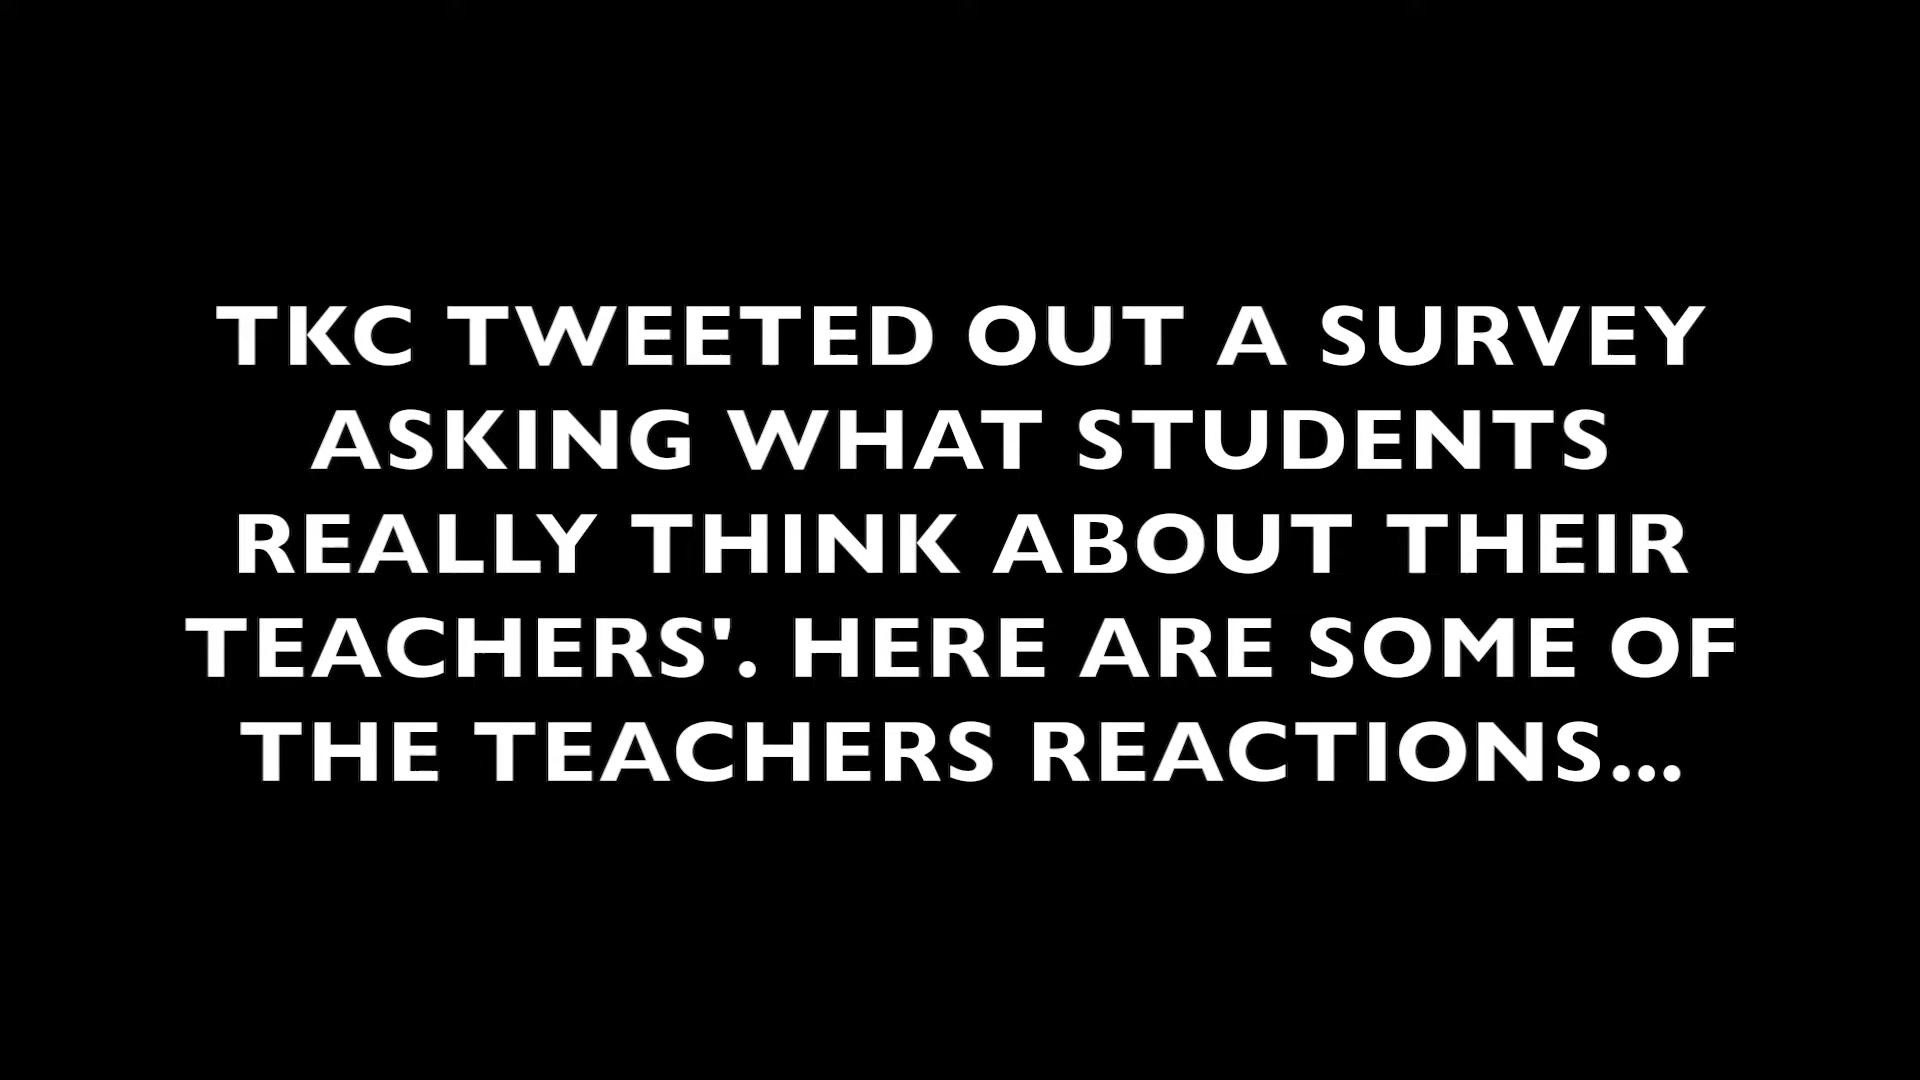 TKC TWEETED OUT A SURVEY
ASKING WHAT STUDENTS
REALLY THINK ABOUT THEIR
TEACHERS'. HERE ARE SOME OF
THE TEACHERS REACTIONS...